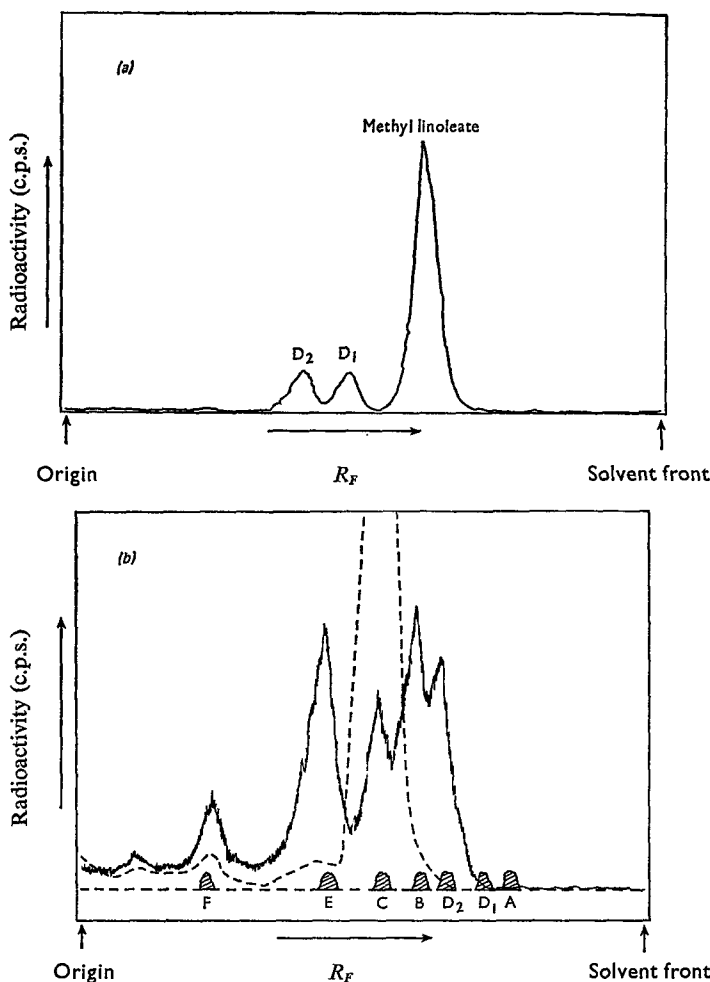 (a)
Methyl linoleate
D2 D1
Radioactivity (c.p.s.)
Origin RF Solvent front
(b)
Radioactivity (c.p.s.)
F E C B D2 D1 A
Origin RF Solvent front